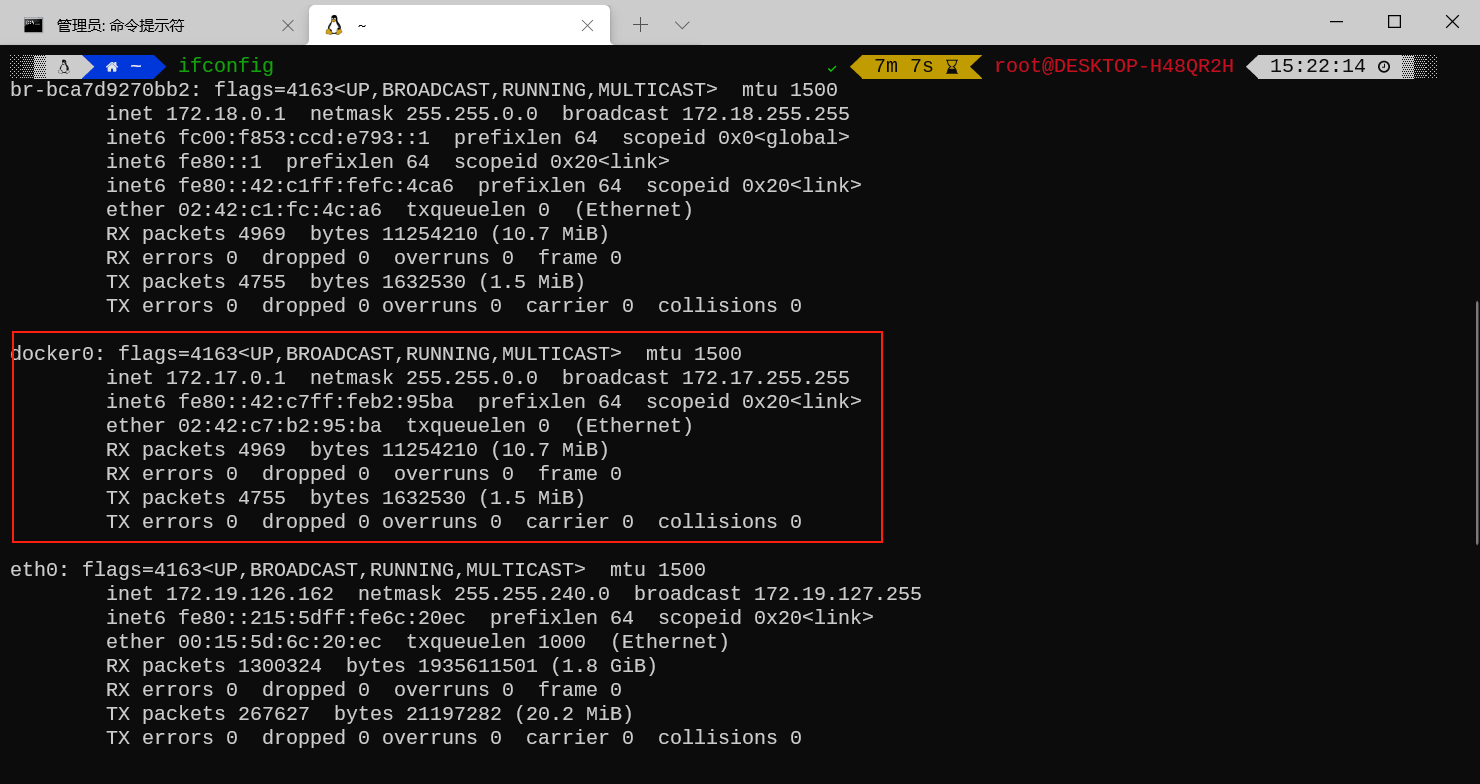 管理员: 命令提示符 ~
~ ifconfig 7m 7s root@DESKTOP-H48QR2H 15:22:14
br-bca7d9270bb2: flags=4163<UP,BROADCAST,RUNNING,MULTICAST>  mtu 1500
        inet 172.18.0.1  netmask 255.255.0.0  broadcast 172.18.255.255
        inet6 fc00:f853:ccd:e793::1  prefixlen 64  scopeid 0x0<global>
        inet6 fe80::1  prefixlen 64  scopeid 0x20<link>
        inet6 fe80::42:c1ff:fefc:4ca6  prefixlen 64  scopeid 0x20<link>
        ether 02:42:c1:fc:4c:a6  txqueuelen 0  (Ethernet)
        RX packets 4969  bytes 11254210 (10.7 MiB)
        RX errors 0  dropped 0  overruns 0  frame 0
        TX packets 4755  bytes 1632530 (1.5 MiB)
        TX errors 0  dropped 0 overruns 0  carrier 0  collisions 0
docker0: flags=4163<UP,BROADCAST,RUNNING,MULTICAST>  mtu 1500
        inet 172.17.0.1  netmask 255.255.0.0  broadcast 172.17.255.255
        inet6 fe80::42:c7ff:feb2:95ba  prefixlen 64  scopeid 0x20<link>
        ether 02:42:c7:b2:95:ba  txqueuelen 0  (Ethernet)
        RX packets 4969  bytes 11254210 (10.7 MiB)
        RX errors 0  dropped 0  overruns 0  frame 0
        TX packets 4755  bytes 1632530 (1.5 MiB)
        TX errors 0  dropped 0 overruns 0  carrier 0  collisions 0
eth0: flags=4163<UP,BROADCAST,RUNNING,MULTICAST>  mtu 1500
        inet 172.19.126.162  netmask 255.255.240.0  broadcast 172.19.127.255
        inet6 fe80::215:5dff:fe6c:20ec  prefixlen 64  scopeid 0x20<link>
        ether 00:15:5d:6c:20:ec  txqueuelen 1000  (Ethernet)
        RX packets 1300324  bytes 1935611501 (1.8 GiB)
        RX errors 0  dropped 0  overruns 0  frame 0
        TX packets 267627  bytes 21197282 (20.2 MiB)
        TX errors 0  dropped 0 overruns 0  carrier 0  collisions 0